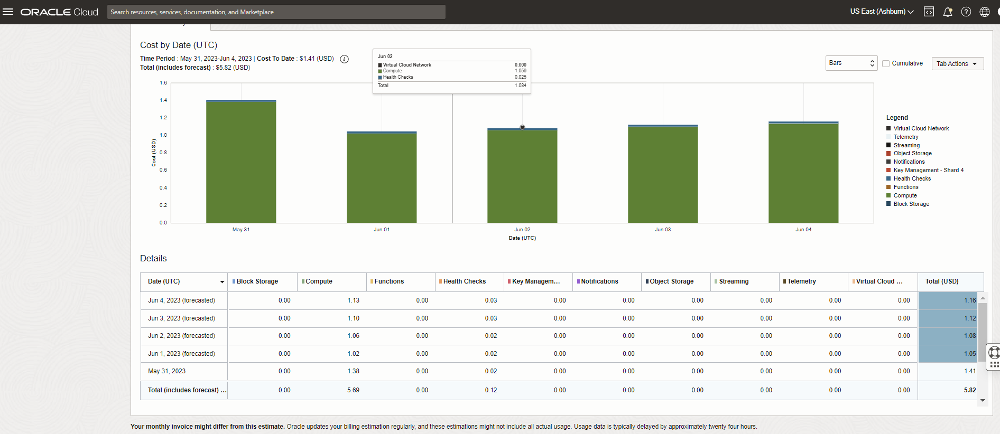 ORACLE Cloud
Search resources, services, documentation, and Marketplace
US East (Ashburn)
Cost by Date (UTC)
Time Period : May 31, 2023-Jun 4, 2023 | Cost To Date : $1.41 (USD)
Total (includes forecast) : $5.82 (USD)
Bars
Cumulative
Tab Actions
Jun 02
Virtual Cloud Network 0.000
Compute 1.059
Health Checks 0.025
Total 1.084
1.6
1.4
1.2
1.0
0.8
0.6
0.4
0.2
0.0
Cost (USD)
May 31 Jun 01 Jun 02 Jun 03 Jun 04
Date (UTC)
Legend
Virtual Cloud Network
Telemetry
Streaming
Object Storage
Notifications
Key Management - Shard 4
Health Checks
Functions
Compute
Block Storage
Details
Date (UTC) Block Storage Compute Functions Health Checks Key Managem... Notifications Object Storage Streaming Telemetry Virtual Cloud ... Total (USD)
Jun 4, 2023 (forecasted) 0.00 1.13 0.00 0.03 0.00 0.00 0.00 0.00 0.00 0.00 1.16
Jun 3, 2023 (forecasted) 0.00 1.10 0.00 0.03 0.00 0.00 0.00 0.00 0.00 0.00 1.12
Jun 2, 2023 (forecasted) 0.00 1.06 0.00 0.02 0.00 0.00 0.00 0.00 0.00 0.00 1.08
Jun 1, 2023 (forecasted) 0.00 1.02 0.00 0.02 0.00 0.00 0.00 0.00 0.00 0.00 1.05
May 31, 2023 0.00 1.38 0.00 0.02 0.00 0.00 0.00 0.00 0.00 0.00 1.41
Total (includes forecast) ... 0.00 5.69 0.00 0.12 0.00 0.00 0.00 0.00 0.00 0.00 5.82
Your monthly invoice might differ from this estimate. Oracle updates your billing estimation regularly, and these estimations might not include all actual usage. Usage data is typically delayed by approximately twenty four hours.